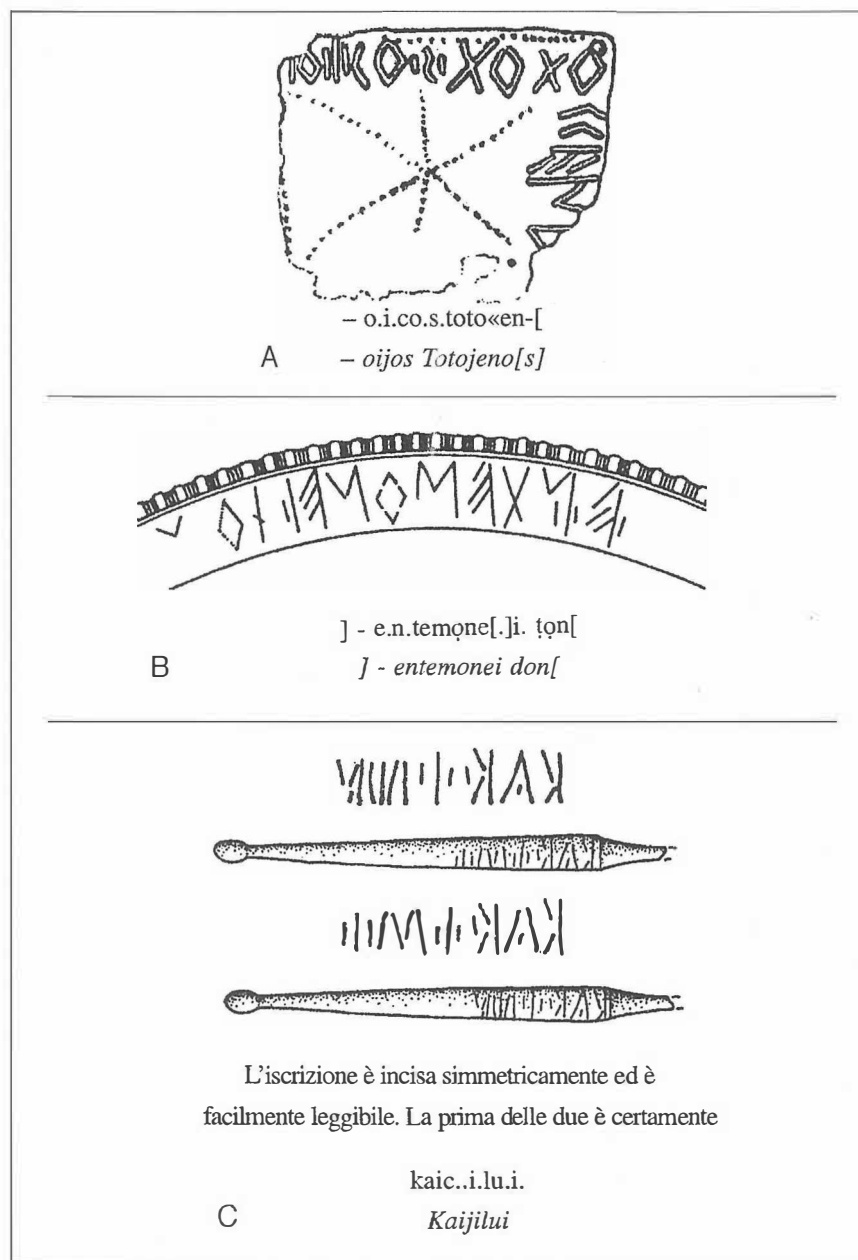 – o.i.co.s.toto«en-[
A
– oijos Totojeno[s]
] - e.n.temọne[.]i. ṭọn[
B
] - entemonei don[
L’iscrizione è incisa simmetricamente ed è
facilmente leggibile. La prima delle due è certamente
kaic..i.lu.i.
C
Kaijilui